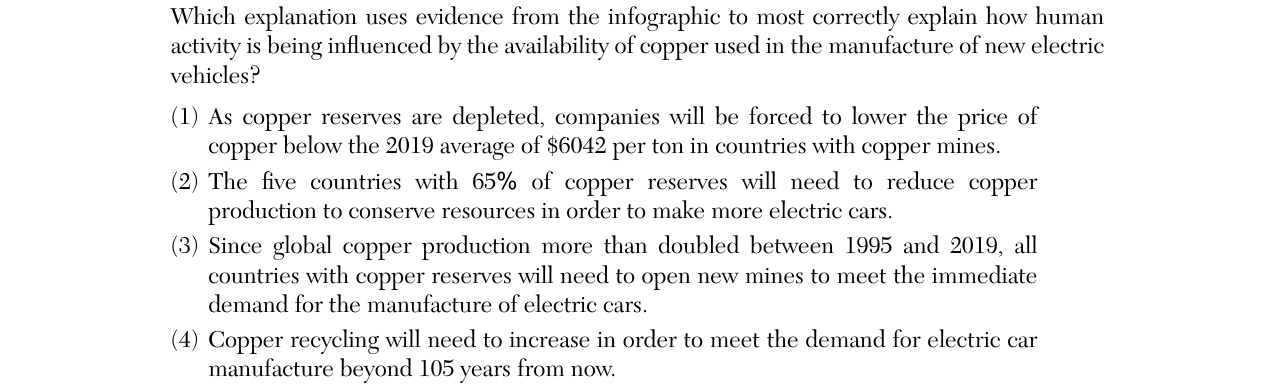 Which explanation uses evidence from the infographic to most correctly explain how human
activity is being influenced by the availability of copper used in the manufacture of new electric
vehicles?
(1) As copper reserves are depleted, companies will be forced to lower the price of
copper below the 2019 average of $6042 per ton in countries with copper mines.
(2) The five countries with 65% of copper reserves will need to reduce copper
production to conserve resources in order to make more electric cars.
(3) Since global copper production more than doubled between 1995 and 2019, all
countries with copper reserves will need to open new mines to meet the immediate
demand for the manufacture of electric cars.
(4) Copper recycling will need to increase in order to meet the demand for electric car
manufacture beyond 105 years from now.